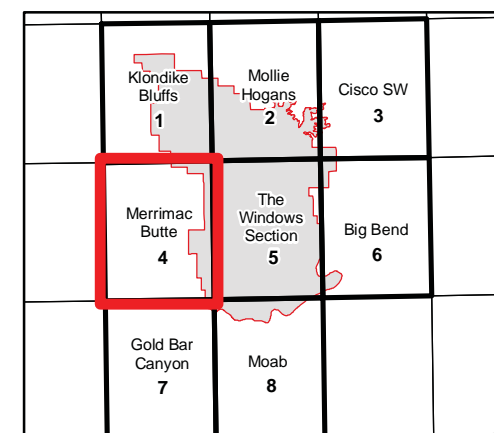 Klondike
Bluffs
1
Mollie
Hogans
2
Cisco SW
3
Merrimac
Butte
4
The
Windows
Section
5
Big Bend
6
Gold Bar
Canyon
7
Moab
8